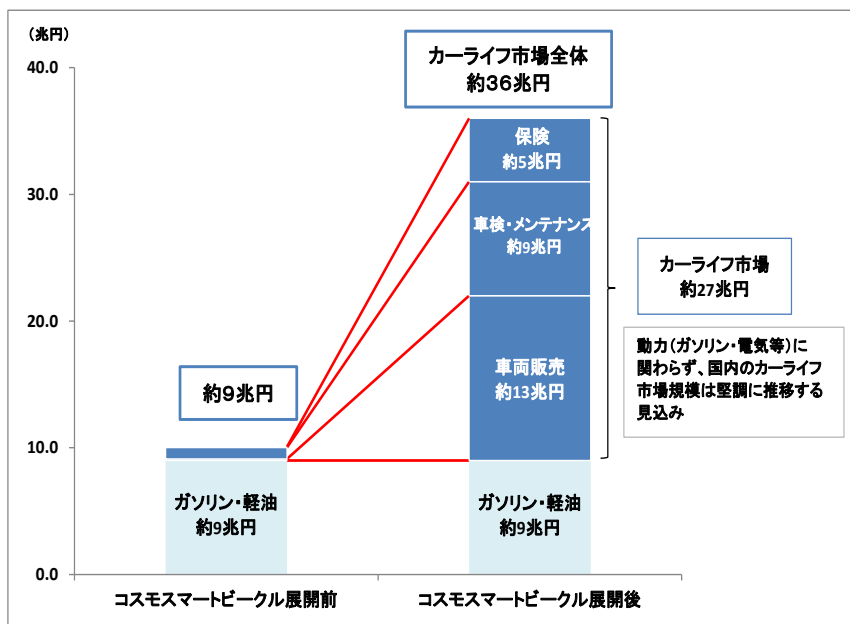 (兆円)
40.0
30.0
20.0
10.0
0.0
カーライフ市場全体
約36兆円
保険
約5兆円
車検・メンテナンス
約9兆円
車両販売
約13兆円
ガソリン・軽油
約9兆円
約9兆円
ガソリン・軽油
約9兆円
カーライフ市場
約27兆円
動力(ガソリン・電気等)に
関わらず、国内のカーライフ
市場規模は堅調に推移する
見込み
コスモスマートビークル展開前
コスモスマートビークル展開後